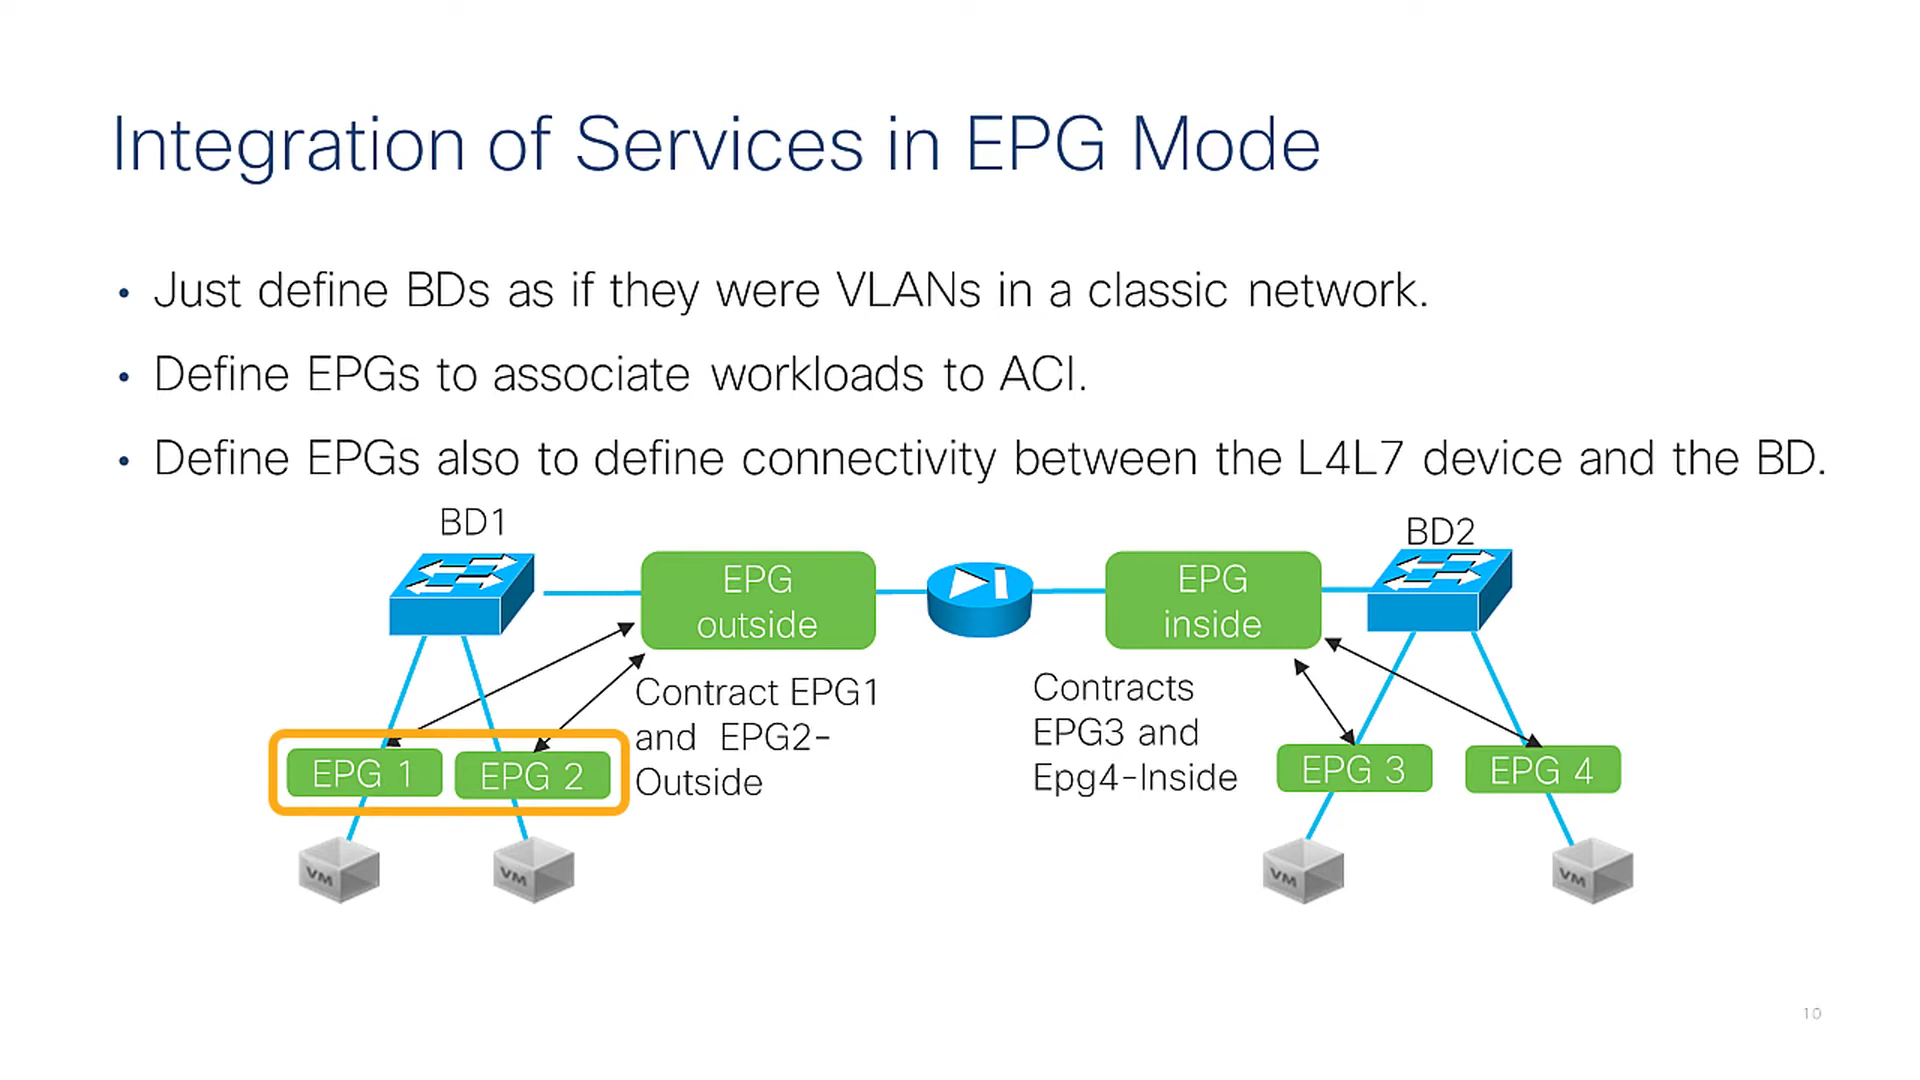 Integration of Services in EPG Mode
• Just define BDs as if they were VLANs in a classic network.
• Define EPGs to associate workloads to ACI.
• Define EPGs also to define connectivity between the L4L7 device and the BD.
BD1
BD2
EPG
outside
EPG
inside
Contract EPG1
and EPG2-
Outside
Contracts
EPG3 and
Epg4-Inside
EPG 1
EPG 2
EPG 3
EPG 4
VM
VM
VM
VM
10